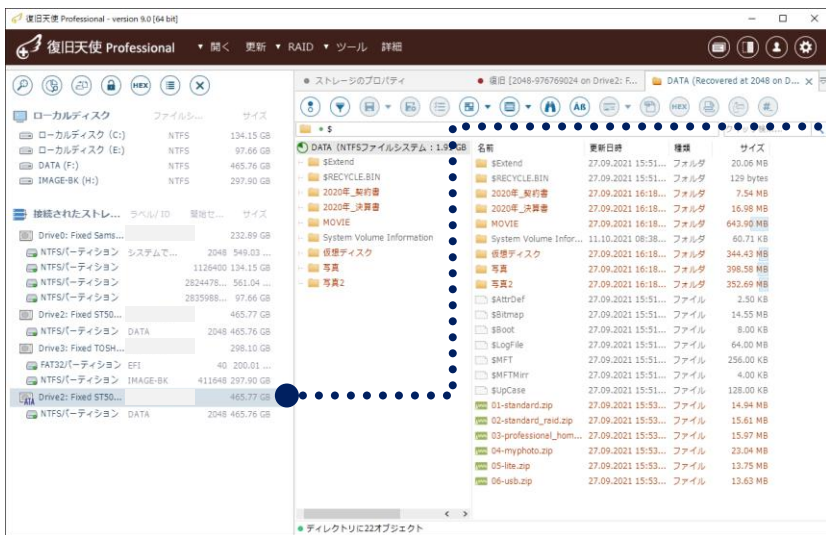 復旧天使 Professional - version 9.0 [64 bit]
復旧天使 Professional ▼ 開く 更新 ▼ RAID ▼ ツール 詳細
HEX
ローカルディスク ファイルシ... サイズ
ローカルディスク (C:) NTFS 134.15 GB
ローカルディスク (E:) NTFS 97.66 GB
DATA (F:) NTFS 465.76 GB
IMAGE-BK (H:) NTFS 297.90 GB
接続されたストレ... ラベル/ ID 開始セ... サイズ
Drive0: Fixed Sams... 232.89 GB
NTFSパーティション システムで... 2048 549.03 ...
NTFSパーティション 1126400 134.15 GB
NTFSパーティション 2824478... 561.04 ...
NTFSパーティション 2835988... 97.66 GB
Drive2: Fixed ST50... 465.77 GB
NTFSパーティション DATA 2048 465.76 GB
Drive3: Fixed TOSH... 298.10 GB
FAT32パーティション EFI 40 200.01 ...
NTFSパーティション IMAGE-BK 411648 297.90 GB
ATA Drive2: Fixed ST50... 465.77 GB
NTFSパーティション DATA 2048 465.76 GB
ストレージのプロパティ
復旧 [2048-976769024 on Drive2: F...
DATA (Recovered at 2048 on D... ×
AB HEX
$
DATA (NTFSファイルシステム : 1.95 GB
$Extend
$RECYCLE.BIN
2020年_契約書
2020年_決算書
MOVIE
System Volume Information
仮想ディスク
写真
写真2
名前 更新日時 種類 サイズ
$Extend 27.09.2021 15:51... フォルダ 20.06 MB
$RECYCLE.BIN 27.09.2021 15:51... フォルダ 129 bytes
2020年_契約書 27.09.2021 16:18... フォルダ 7.54 MB
2020年_決算書 27.09.2021 16:18... フォルダ 16.98 MB
MOVIE 27.09.2021 16:18... フォルダ 643.90 MB
System Volume Infor... 11.10.2021 08:38... フォルダ 60.71 KB
仮想ディスク 27.09.2021 16:18... フォルダ 344.43 MB
写真 27.09.2021 16:18... フォルダ 398.58 MB
写真2 27.09.2021 16:18... フォルダ 352.69 MB
$AttrDef 27.09.2021 15:51... ファイル 2.50 KB
$Bitmap 27.09.2021 15:51... ファイル 14.55 MB
$Boot 27.09.2021 15:51... ファイル 8.00 KB
$LogFile 27.09.2021 15:51... ファイル 64.00 MB
$MFT 27.09.2021 15:51... ファイル 256.00 KB
$MFTMirr 27.09.2021 15:51... ファイル 4.00 KB
$UpCase 27.09.2021 15:51... ファイル 128.00 KB
01-standard.zip 27.09.2021 15:53... ファイル 14.94 MB
02-standard_raid.zip 27.09.2021 15:53... ファイル 15.61 MB
03-professional_hom... 27.09.2021 15:53... ファイル 15.97 MB
04-myphoto.zip 27.09.2021 15:53... ファイル 23.04 MB
05-lite.zip 27.09.2021 15:53... ファイル 13.75 MB
06-usb.zip 27.09.2021 15:53... ファイル 13.63 MB
ディレクトリに22オブジェクト